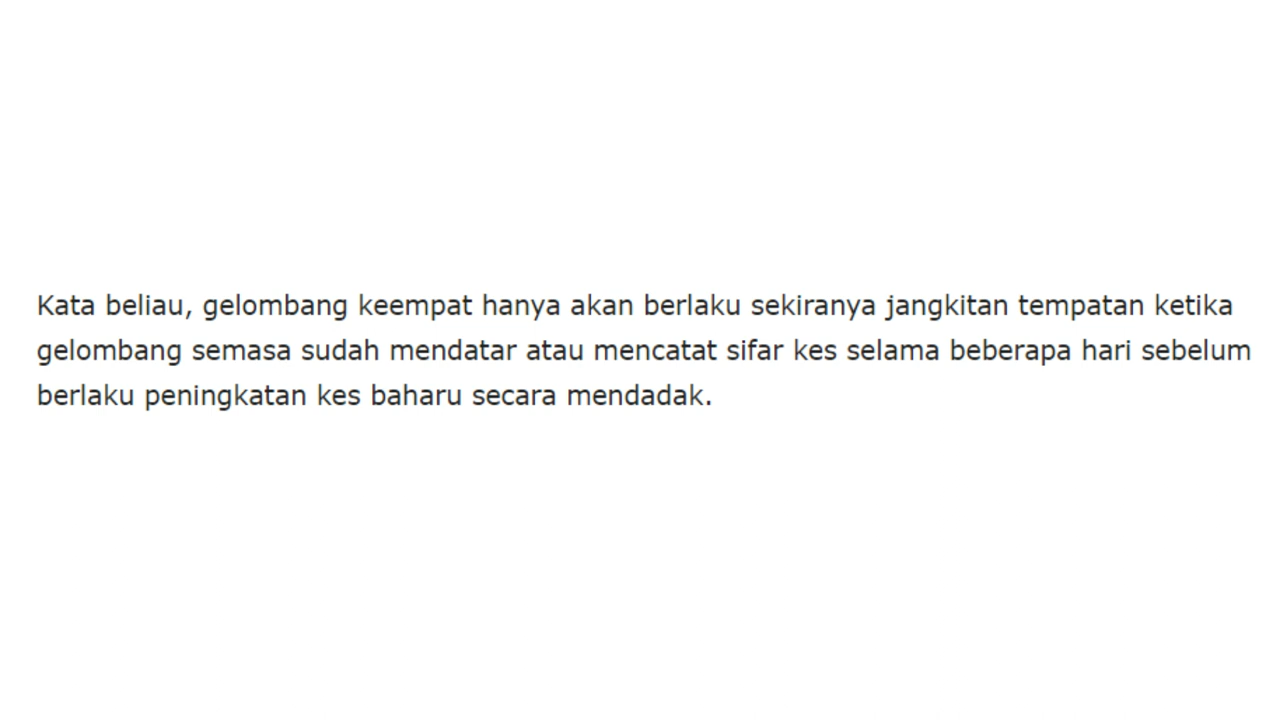 Kata beliau, gelombang keempat hanya akan berlaku sekiranya jangkitan tempatan ketika
gelombang semasa sudah mendatar atau mencatat sifar kes selama beberapa hari sebelum
berlaku peningkatan kes baharu secara mendadak.